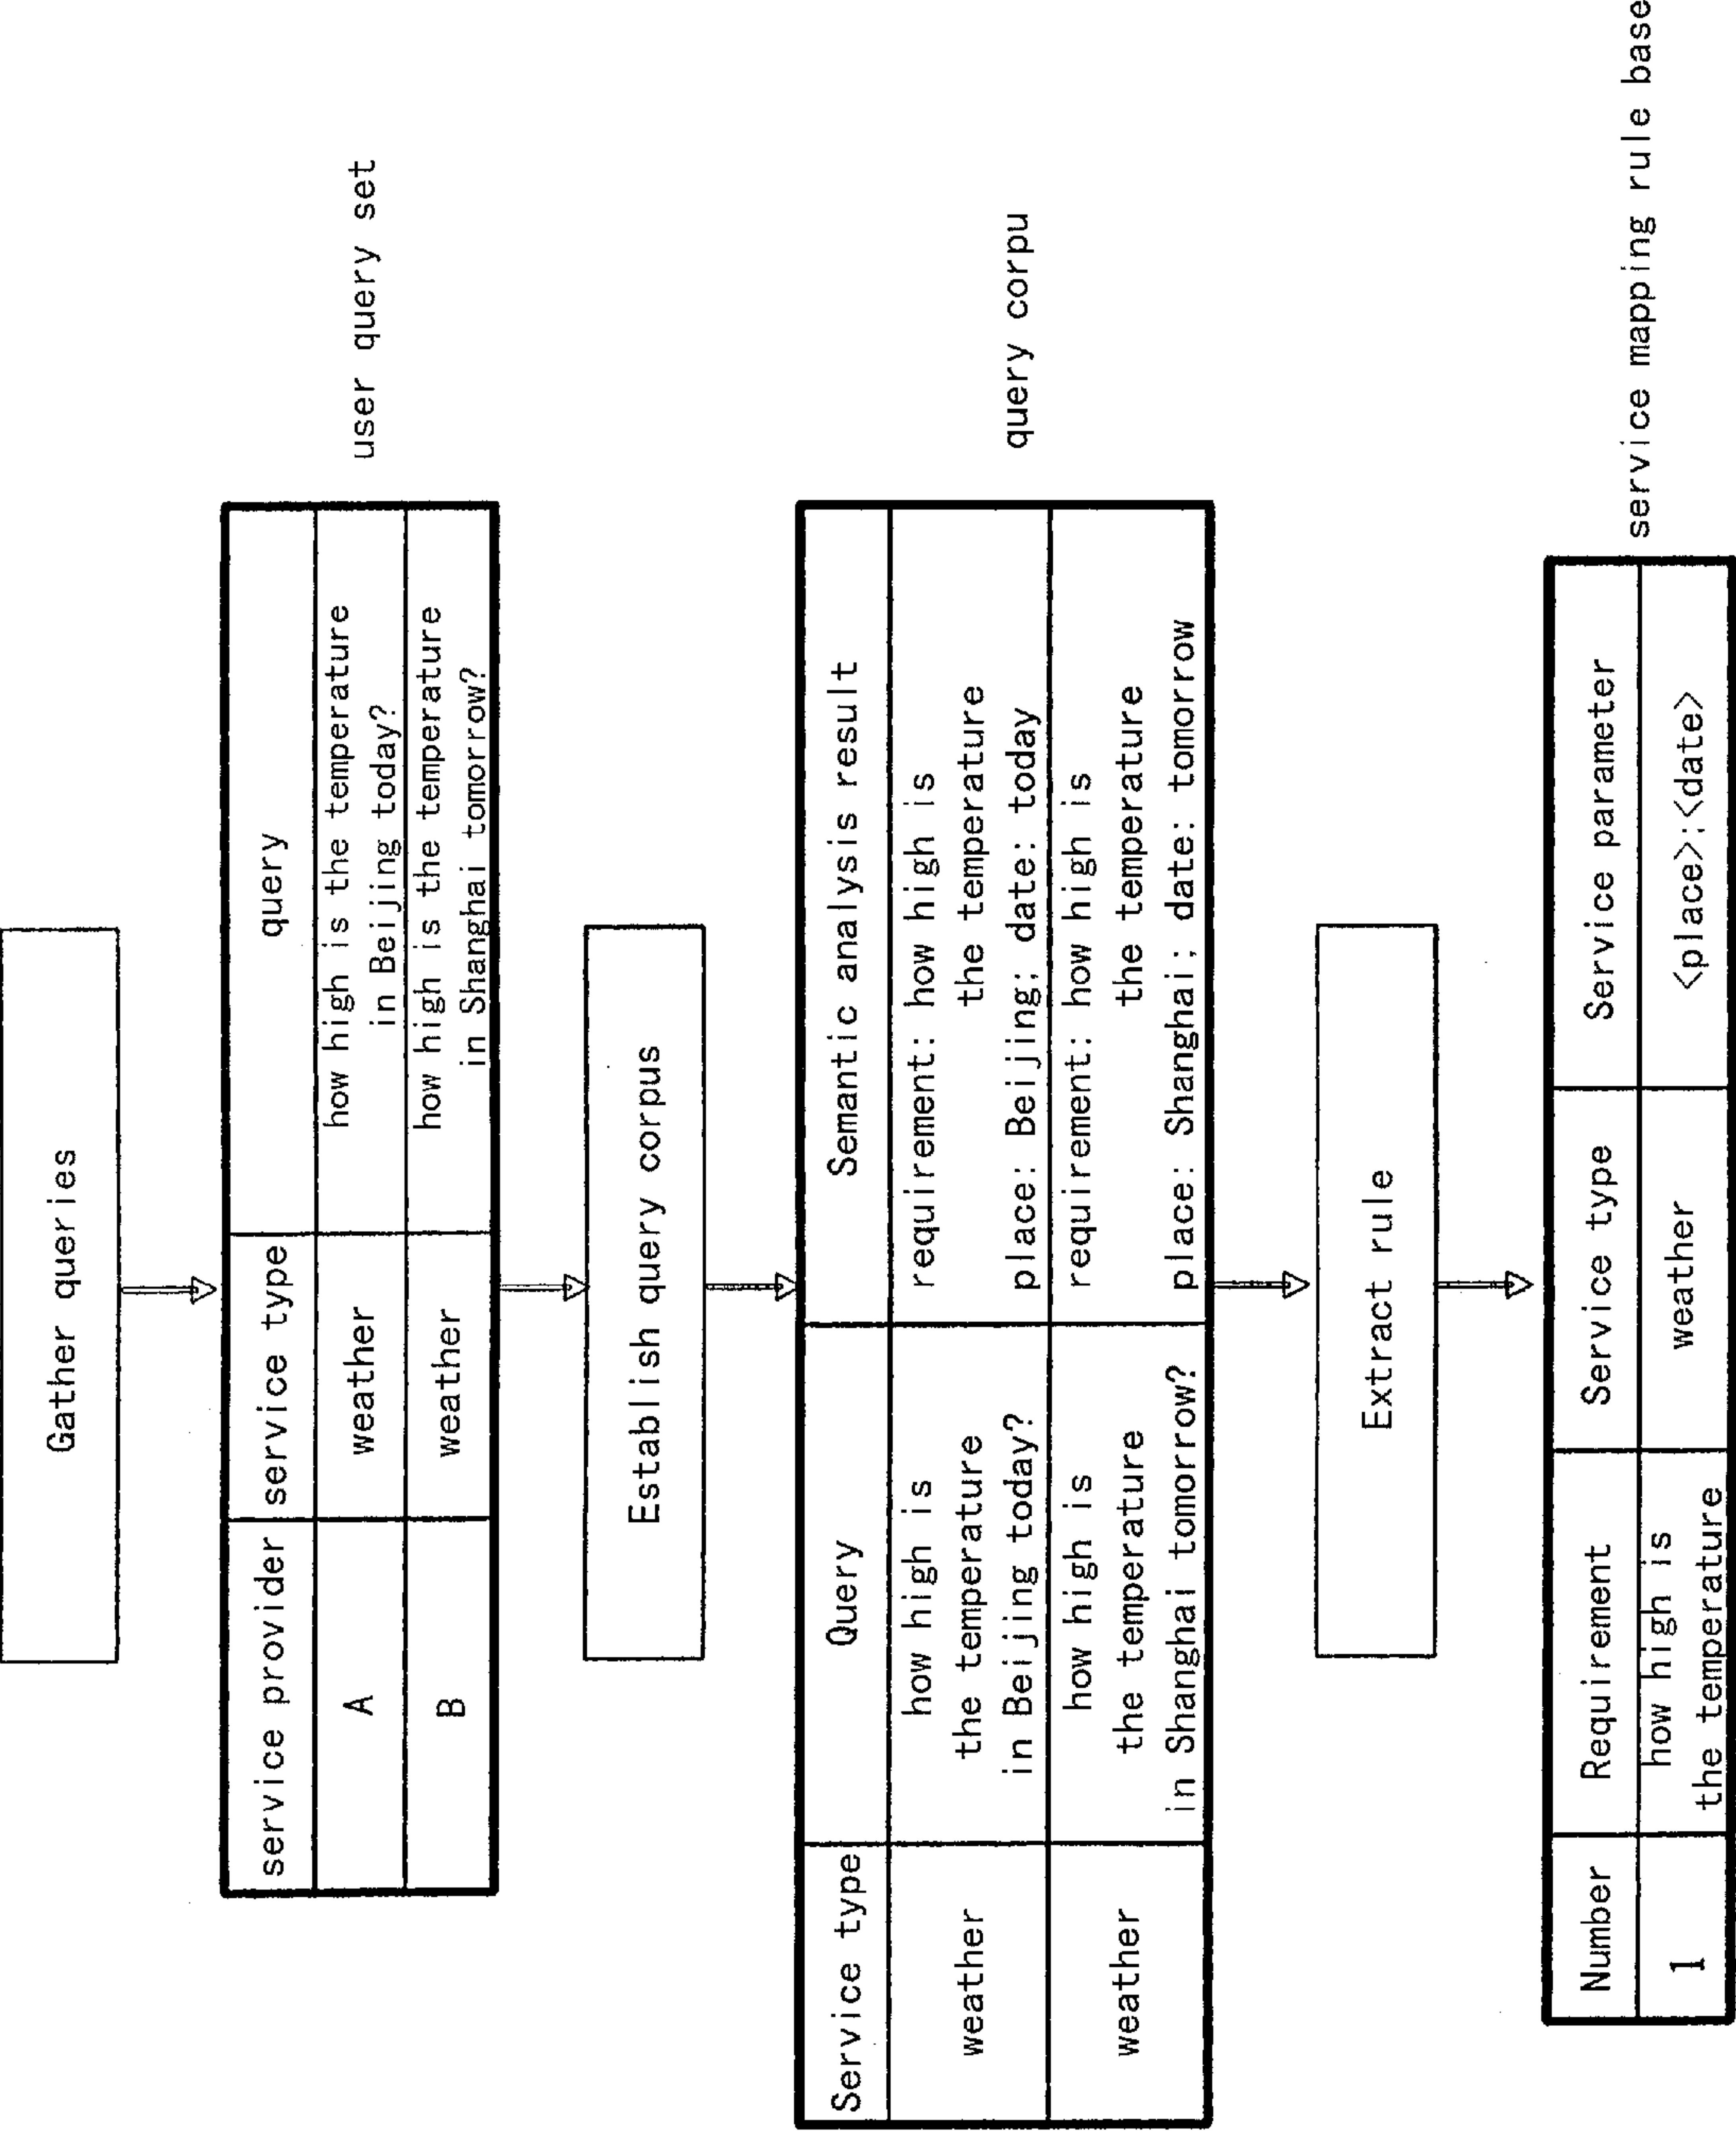 Gather queries
service provider
service type
query
A
weather
how high is the temperature
in Beijing today?
B
weather
how high is the temperature
in Shanghai tomorrow?
user query set
Establish query corpus
Service type
Query
Semantic analysis result
weather
how high is
the temperature
in Beijing today?
requirement: how high is
the temperature
place: Beijing; date: today
weather
how high is
the temperature
in Shanghai tomorrow?
requirement: how high is
the temperature
place: Shanghai; date: tomorrow
query corpu
Extract rule
Number
Requirement
Service type
Service parameter
1
how high is
the temperature
weather
<place>;<date>
service mapping rule base